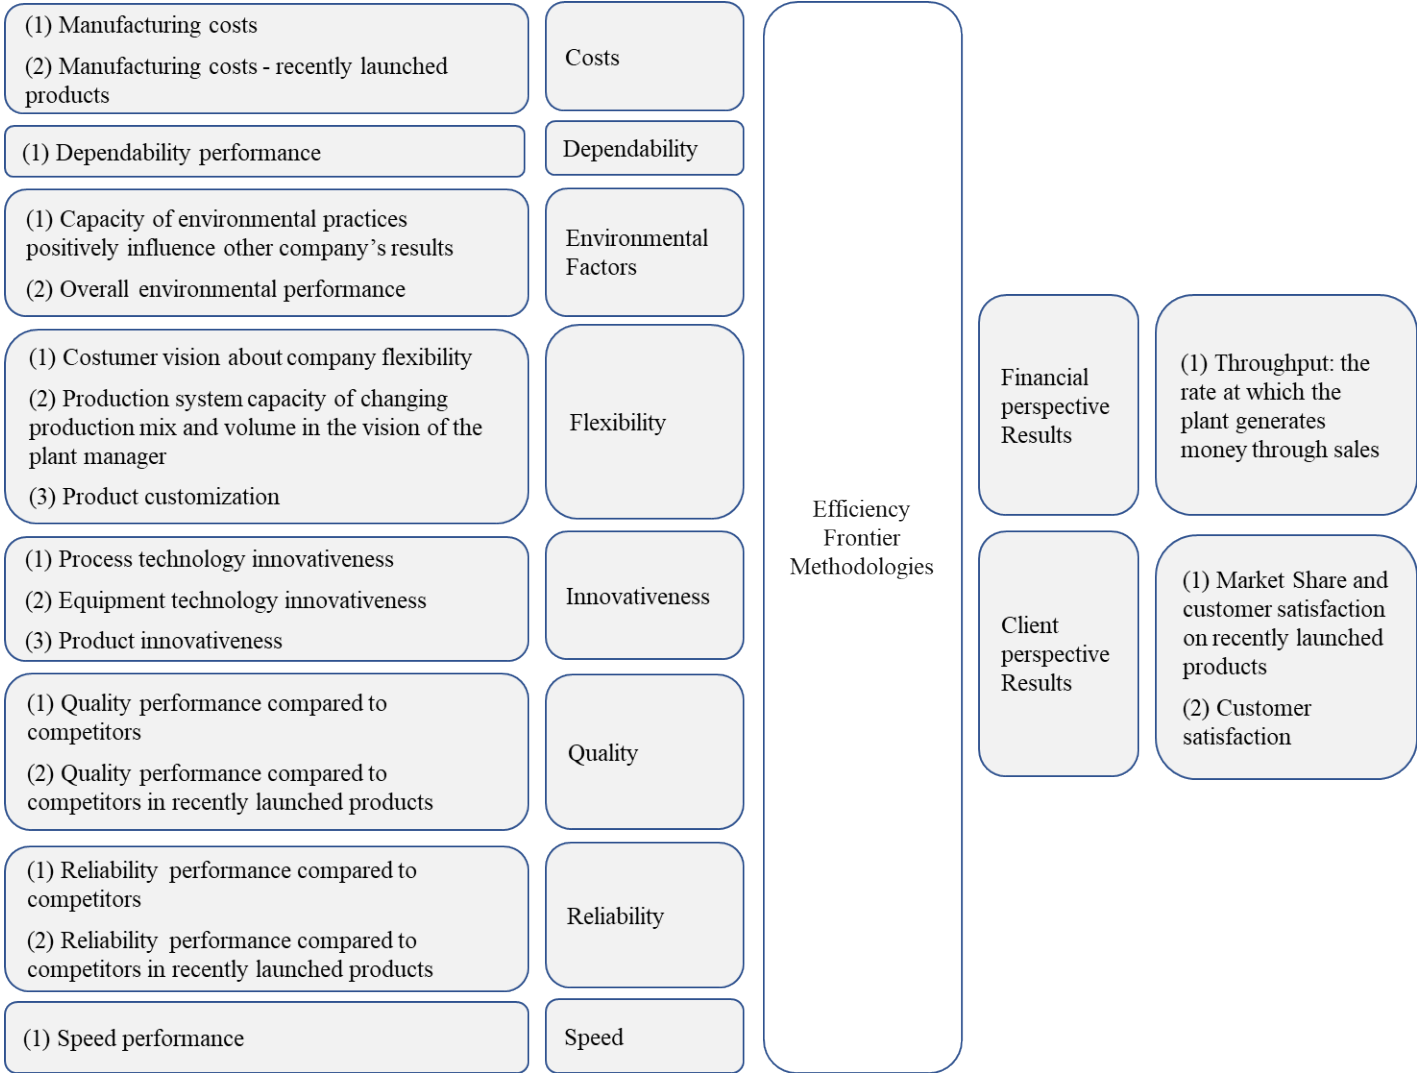 (1) Manufacturing costs
(2) Manufacturing costs - recently launched
products
Costs
(1) Dependability performance
Dependability
(1) Capacity of environmental practices
positively influence other company's results
(2) Overall environmental performance
Environmental
Factors
(1) Costumer vision about company flexibility
(2) Production system capacity of changing
production mix and volume in the vision of the
plant manager
(3) Product customization
Flexibility
(1) Process technology innovativeness
(2) Equipment technology innovativeness
(3) Product innovativeness
Innovativeness
(1) Quality performance compared to
competitors
(2) Quality performance compared to
competitors in recently launched products
Quality
(1) Reliability performance compared to
competitors
(2) Reliability performance compared to
competitors in recently launched products
Reliability
(1) Speed performance
Speed
Efficiency
Frontier
Methodologies
Financial
perspective
Results
(1) Throughput: the
rate at which the
plant generates
money through sales
Client
perspective
Results
(1) Market Share and
customer satisfaction
on recently launched
products
(2) Customer
satisfaction